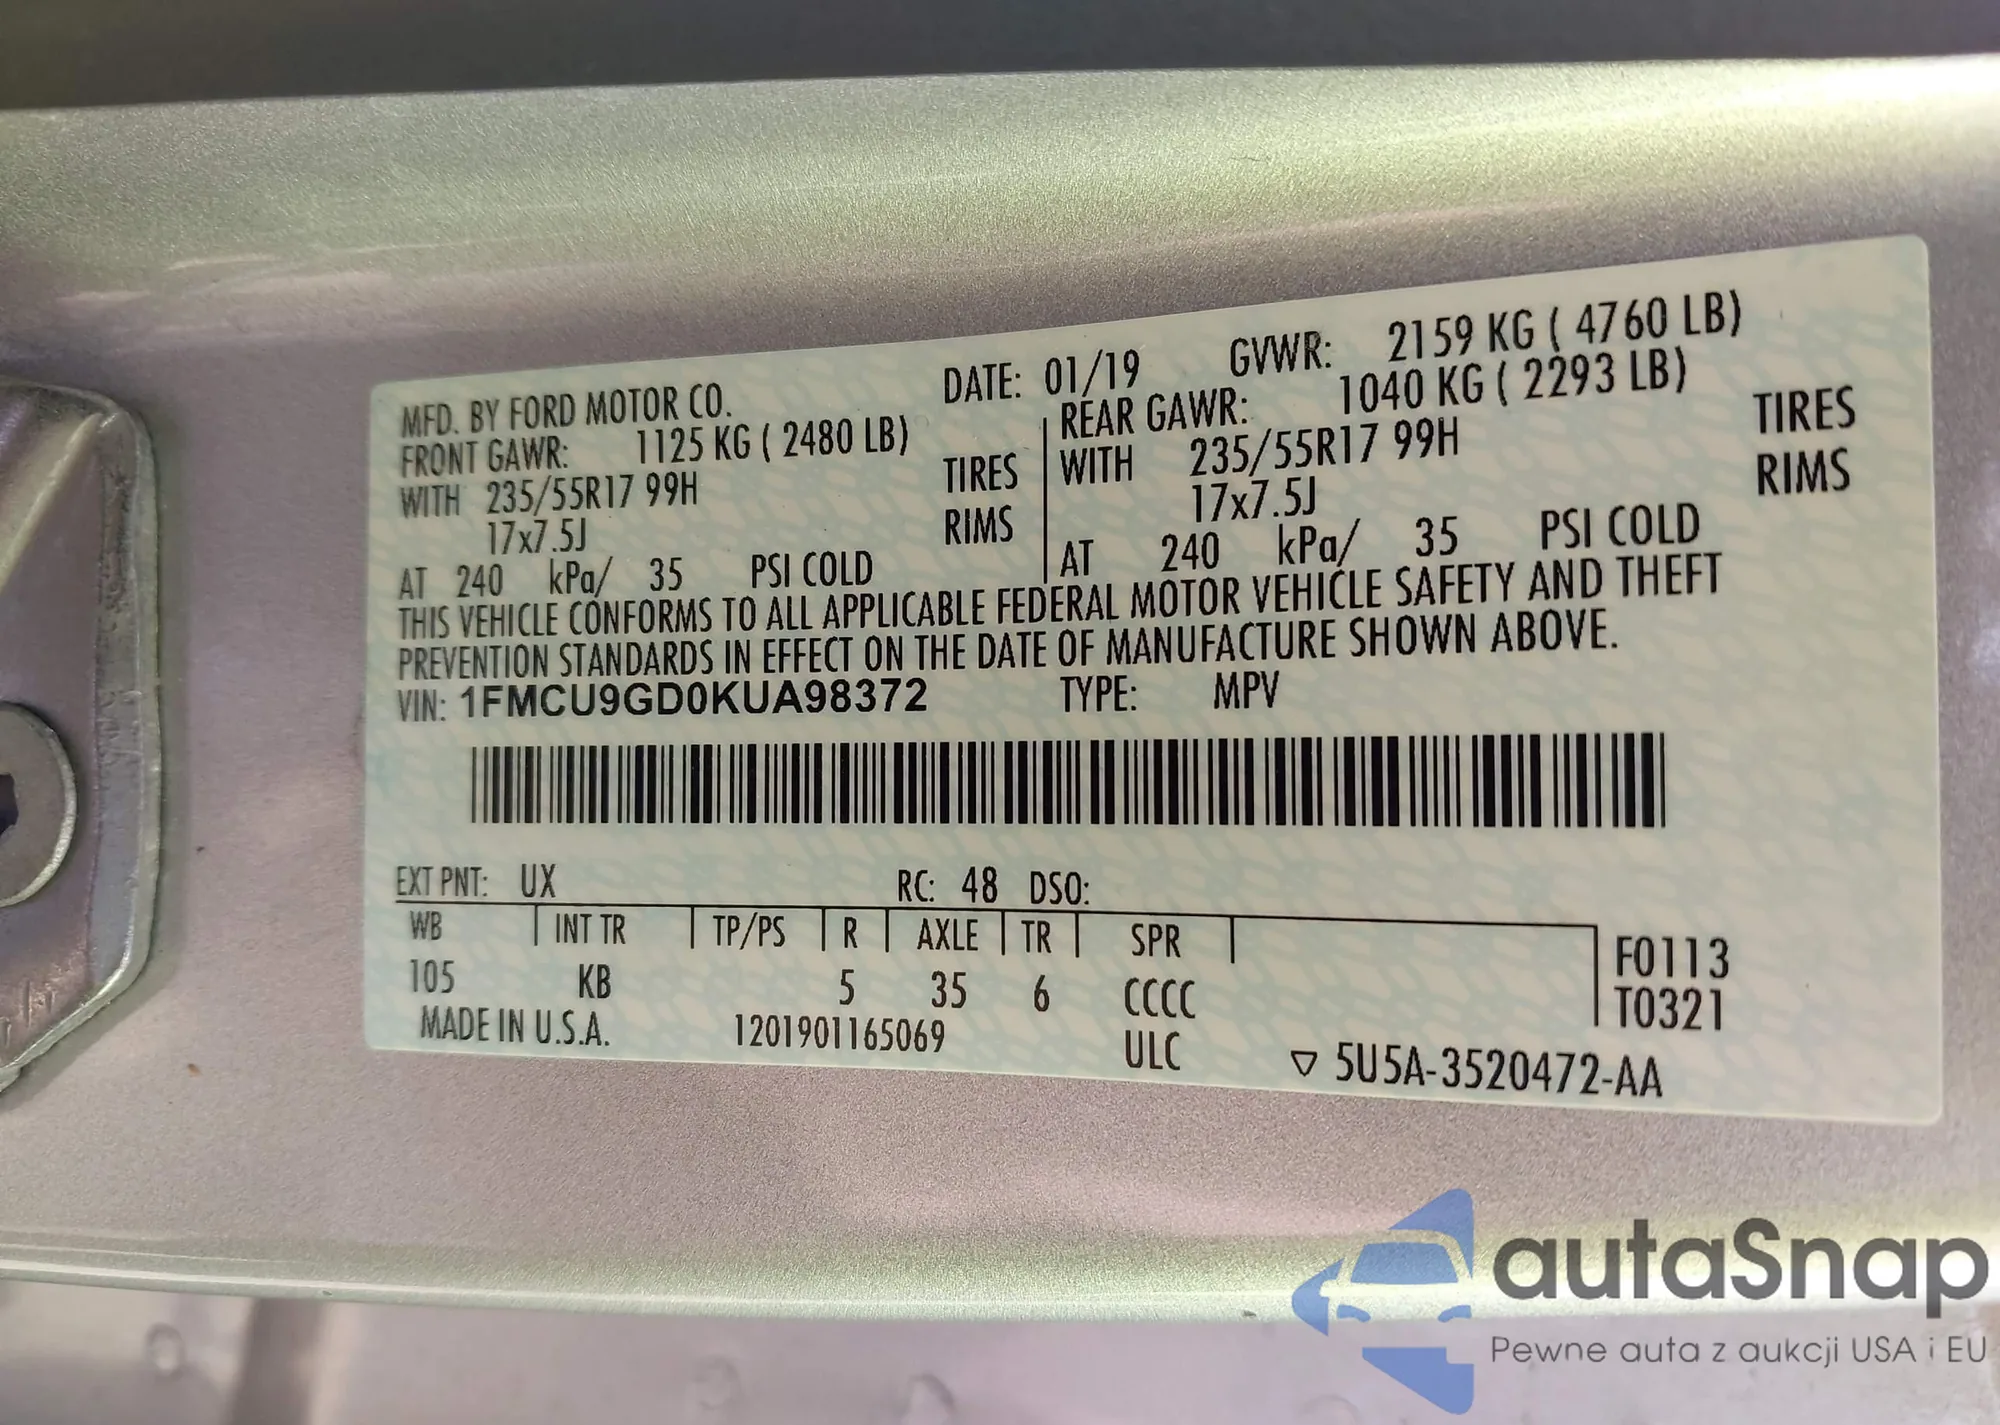 MFD. BY FORD MOTOR CO. DATE: 01/19 GVWR: 2159 KG ( 4760 LB)
FRONT GAWR: 1125 KG ( 2480 LB) REAR GAWR: 1040 KG ( 2293 LB)
WITH 235/55R17 99H TIRES WITH 235/55R17 99H TIRES
17x7.5J RIMS 17x7.5J RIMS
AT 240 kPa/ 35 PSI COLD AT 240 kPa/ 35 PSI COLD
THIS VEHICLE CONFORMS TO ALL APPLICABLE FEDERAL MOTOR VEHICLE SAFETY AND THEFT
PREVENTION STANDARDS IN EFFECT ON THE DATE OF MANUFACTURE SHOWN ABOVE.
VIN: 1FMCU9GD0KUA98372 TYPE: MPV
EXT PNT: UX RC: 48 DSO:
WB INT TR TP/PS R AXLE TR SPR F0113
105 KB 5 35 6 CCCC T0321
MADE IN U.S.A. 1201901165069 ULC ▽ 5U5A-3520472-AA
autaSnap
Pewne auta z aukcji USA i EU